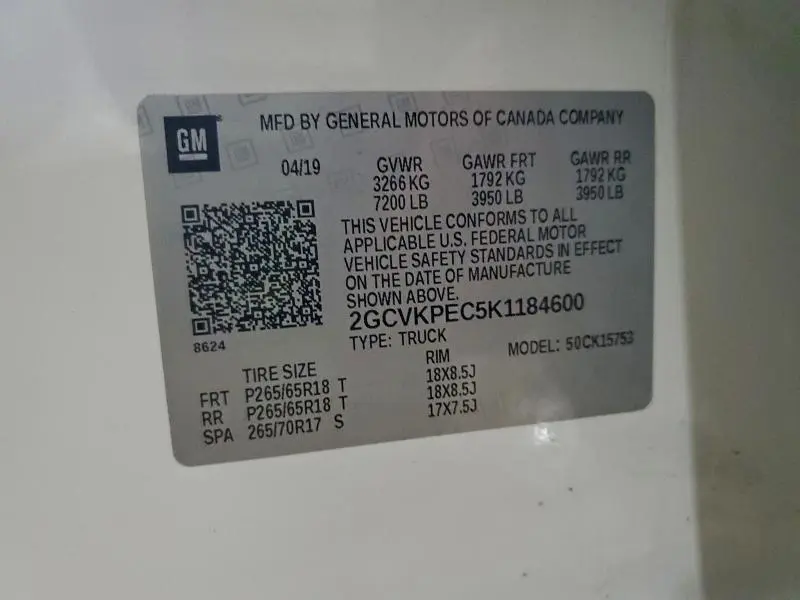 GM
MFD BY GENERAL MOTORS OF CANADA COMPANY
04/19 GVWR GAWR FRT GAWR RR
3266 KG 1792 KG 1792 KG
7200 LB 3950 LB 3950 LB
THIS VEHICLE CONFORMS TO ALL
APPLICABLE U.S. FEDERAL MOTOR
VEHICLE SAFETY STANDARDS IN EFFECT
ON THE DATE OF MANUFACTURE
SHOWN ABOVE.
2GCVKPEC5K1184600
8624
TYPE: TRUCK MODEL: 50CK15753
TIRE SIZE RIM
FRT P265/65R18 T 18X8.5J
RR P265/65R18 T 18X8.5J
SPA 265/70R17 S 17X7.5J